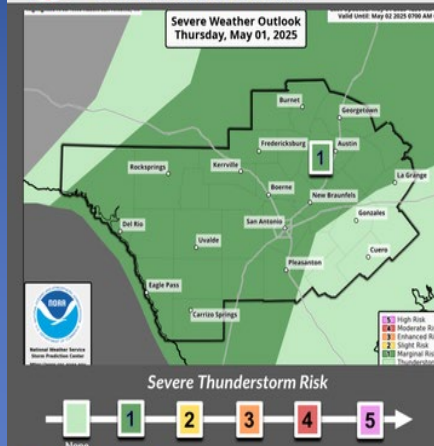 Severe Weather Outlook
Thursday, May 01, 2025
Valid Until: May 02 2025 0700 AM
Burnet
Georgetown
Fredericksburg
1
Austin
Rocksprings
Kerrville
La Grange
Boerne
New Braunfels
Gonzales
Del Rio
San Antonio
Uvalde
Cuero
Pleasanton
Eagle Pass
Carrizo Springs
NOAA
National Weather Service
Storm Prediction Center
5 High Risk
4 Moderate Ri
3 Enhanced Ri
2 Slight Risk
1 Marginal Risk
Thunderstorm
Severe Thunderstorm Risk
1 2 3 4 5
None